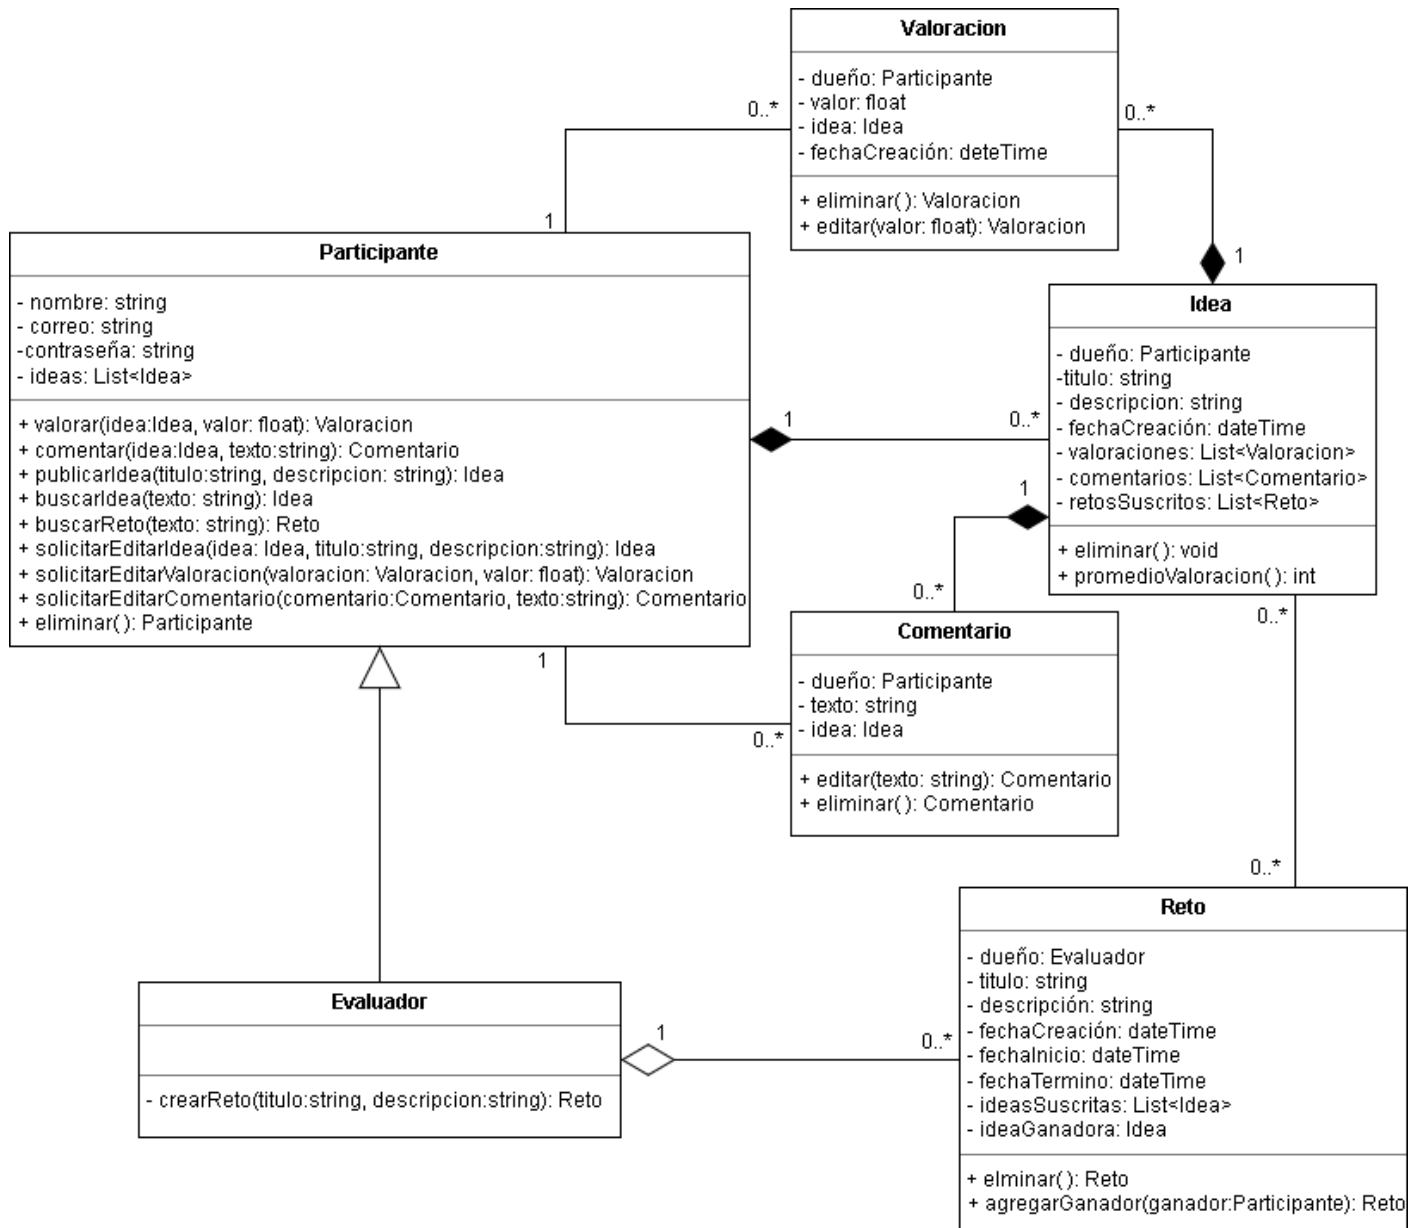 Valoracion
- dueño: Participante
- valor: float
- idea: Idea
- fechaCreación: deteTime
+ eliminar( ): Valoracion
+ editar(valor: float): Valoracion
0..*
0..*
1
1
Participante
- nombre: string
- correo: string
-contraseña: string
- ideas: List<Idea>
+ valorar(idea:Idea, valor: float): Valoracion
+ comentar(idea:Idea, texto:string): Comentario
+ publicarIdea(titulo:string, descripcion: string): Idea
+ buscarIdea(texto: string): Idea
+ buscarReto(texto: string): Reto
+ solicitarEditarIdea(idea: Idea, titulo:string, descripcion:string): Idea
+ solicitarEditarValoracion(valoracion: Valoracion, valor: float): Valoracion
+ solicitarEditarComentario(comentario:Comentario, texto:string): Comentario
+ eliminar( ): Participante
1
0..*
Idea
- dueño: Participante
-titulo: string
- descripcion: string
- fechaCreación: dateTime
- valoraciones: List<Valoracion>
- comentarios: List<Comentario>
- retosSuscritos: List<Reto>
+ eliminar( ): void
+ promedioValoracion( ): int
1
0..*
0..*
1
0..*
Comentario
- dueño: Participante
- texto: string
- idea: Idea
+ editar(texto: string): Comentario
+ eliminar( ): Comentario
0..*
Reto
- dueño: Evaluador
- titulo: string
- descripción: string
- fechaCreación: dateTime
- fechaInicio: dateTime
- fechaTermino: dateTime
- ideasSuscritas: List<Idea>
- ideaGanadora: Idea
+ elminar( ): Reto
+ agregarGanador(ganador:Participante): Reto
Evaluador
- crearReto(titulo:string, descripcion:string): Reto
1
0..*